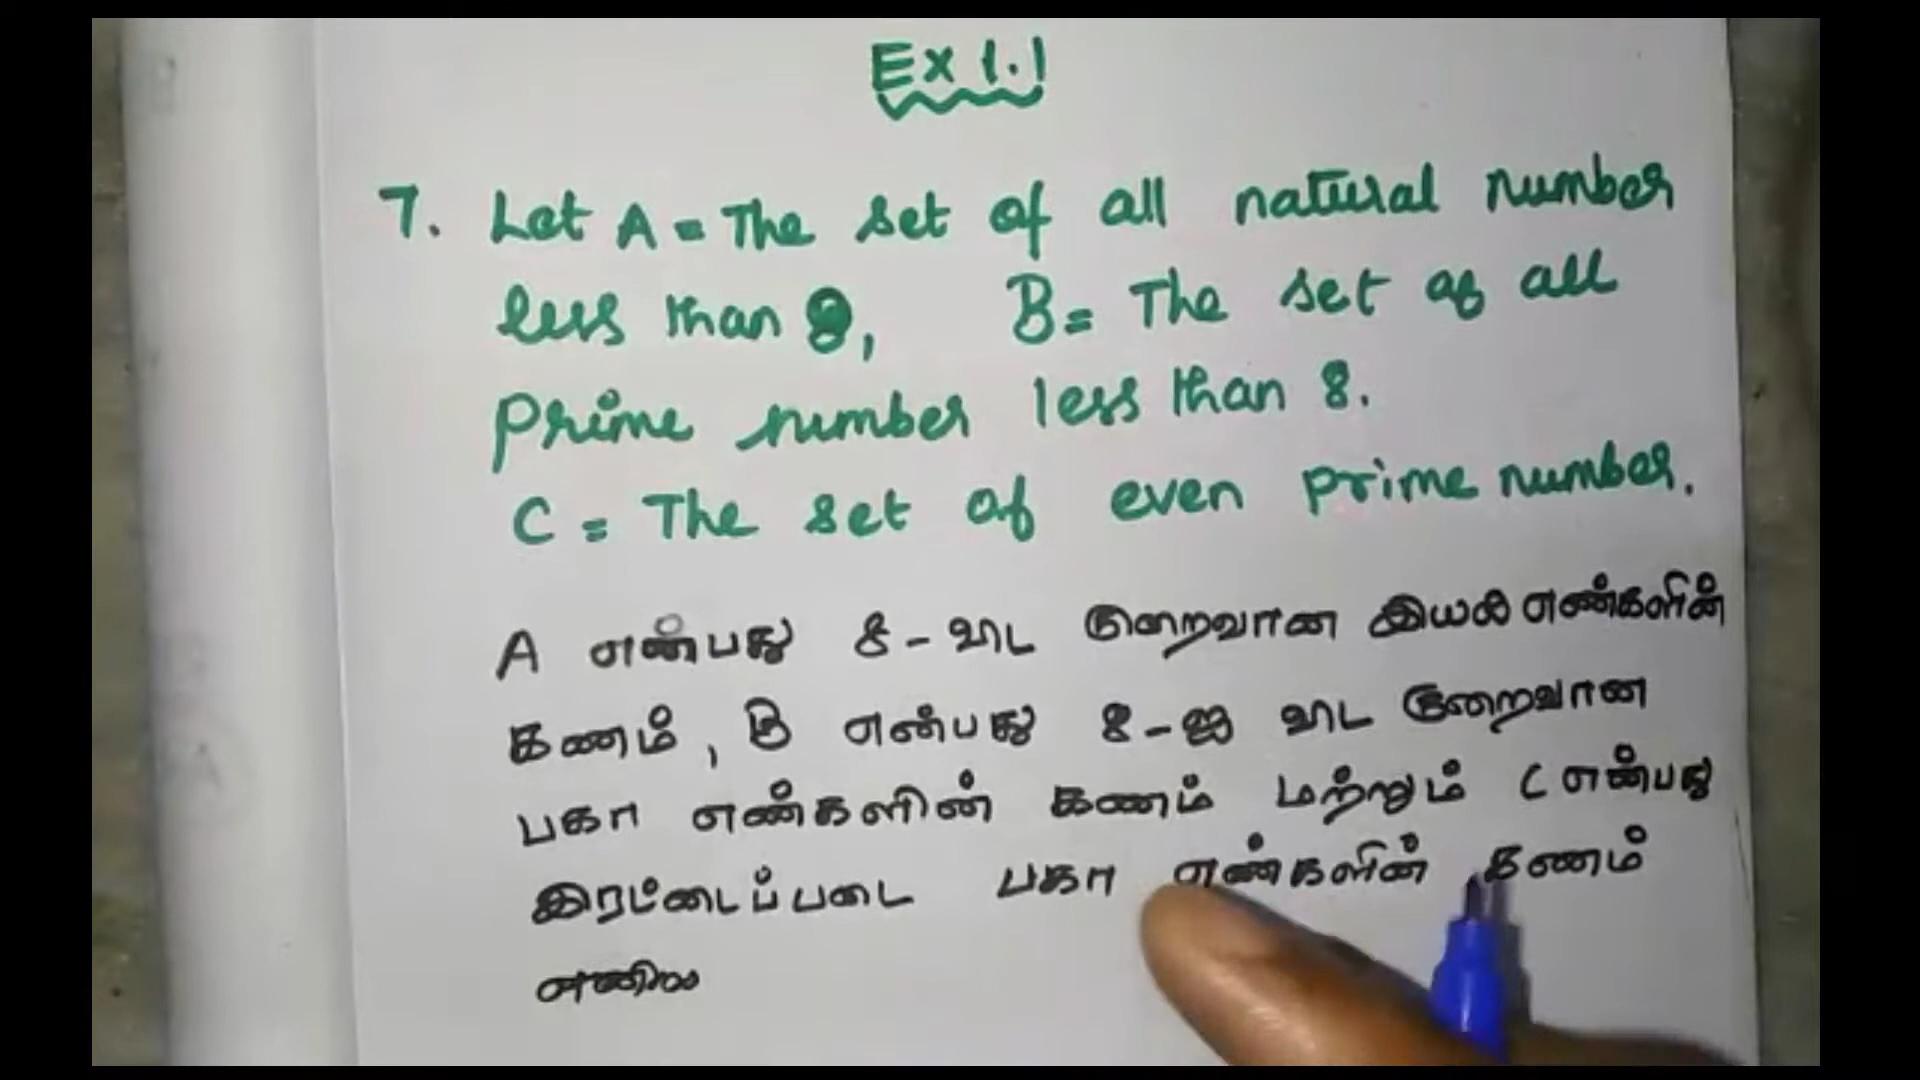 Ex 1.1
7. Let A = The set of all natural number
less than 8, B = The set of all
Prime number less than 8.
C = The set of even prime number.
A என்பது 8-விட குறைவான இயல் எண்களின்
கணம், B என்பது 8-ஐ விட குறைவான
பகா எண்களின் கணம் மற்றும் C என்பது
இரட்டைப்படை பகா எண்களின் கணம்
எனில்